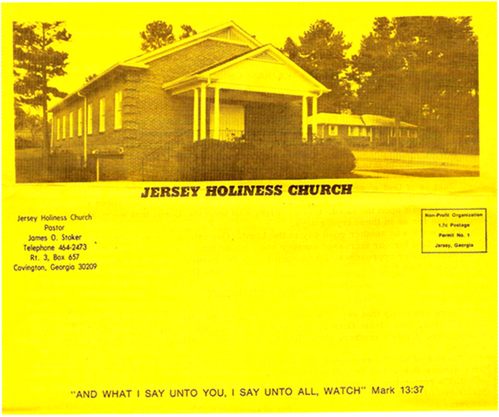 JERSEY HOLINESS CHURCH
Jersey Holiness Church
Pastor
James O. Stoker
Telephone 464-2473
Rt. 3, Box 657
Covington, Georgia 30209
Non-Profit Organization
1.7¢ Postage
Permit No. 1
Jersey, Georgia
"AND WHAT I SAY UNTO YOU, I SAY UNTO ALL, WATCH" Mark 13:37